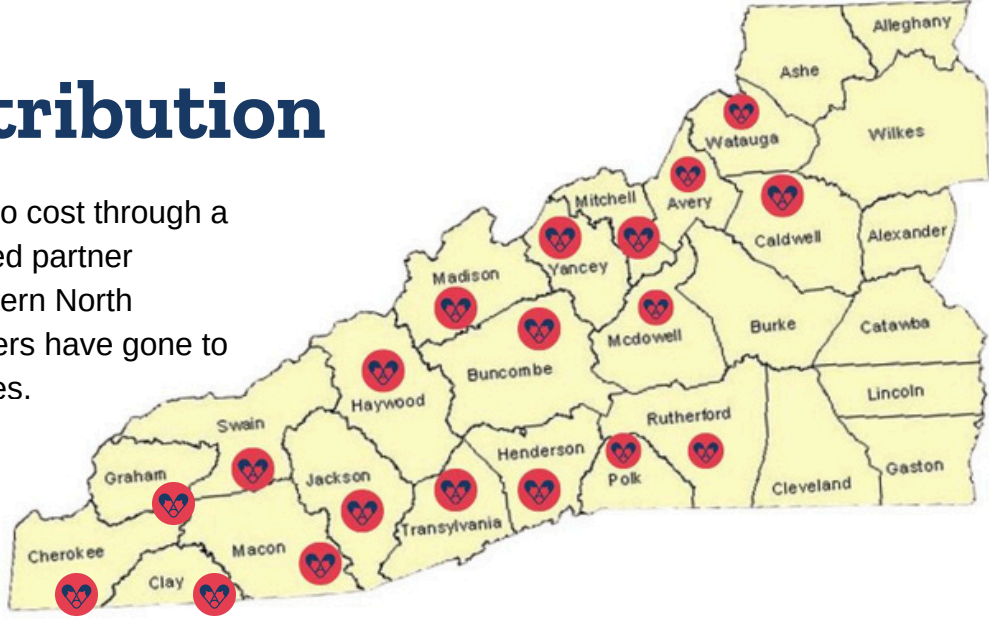 tribution
o cost through a
ed partner
ern North
ers have gone to
es.
Alleghany
Ashe
Watauga
Wilkes
Mitchell
Avery
Caldwell
Alexander
Yancey
Madison
Mcdowell
Burke
Catawba
Buncombe
Lincoln
Haywood
Rutherford
Swain
Henderson
Gaston
Graham
Jackson
Polk
Cleveland
Transylvania
Cherokee
Macon
Clay